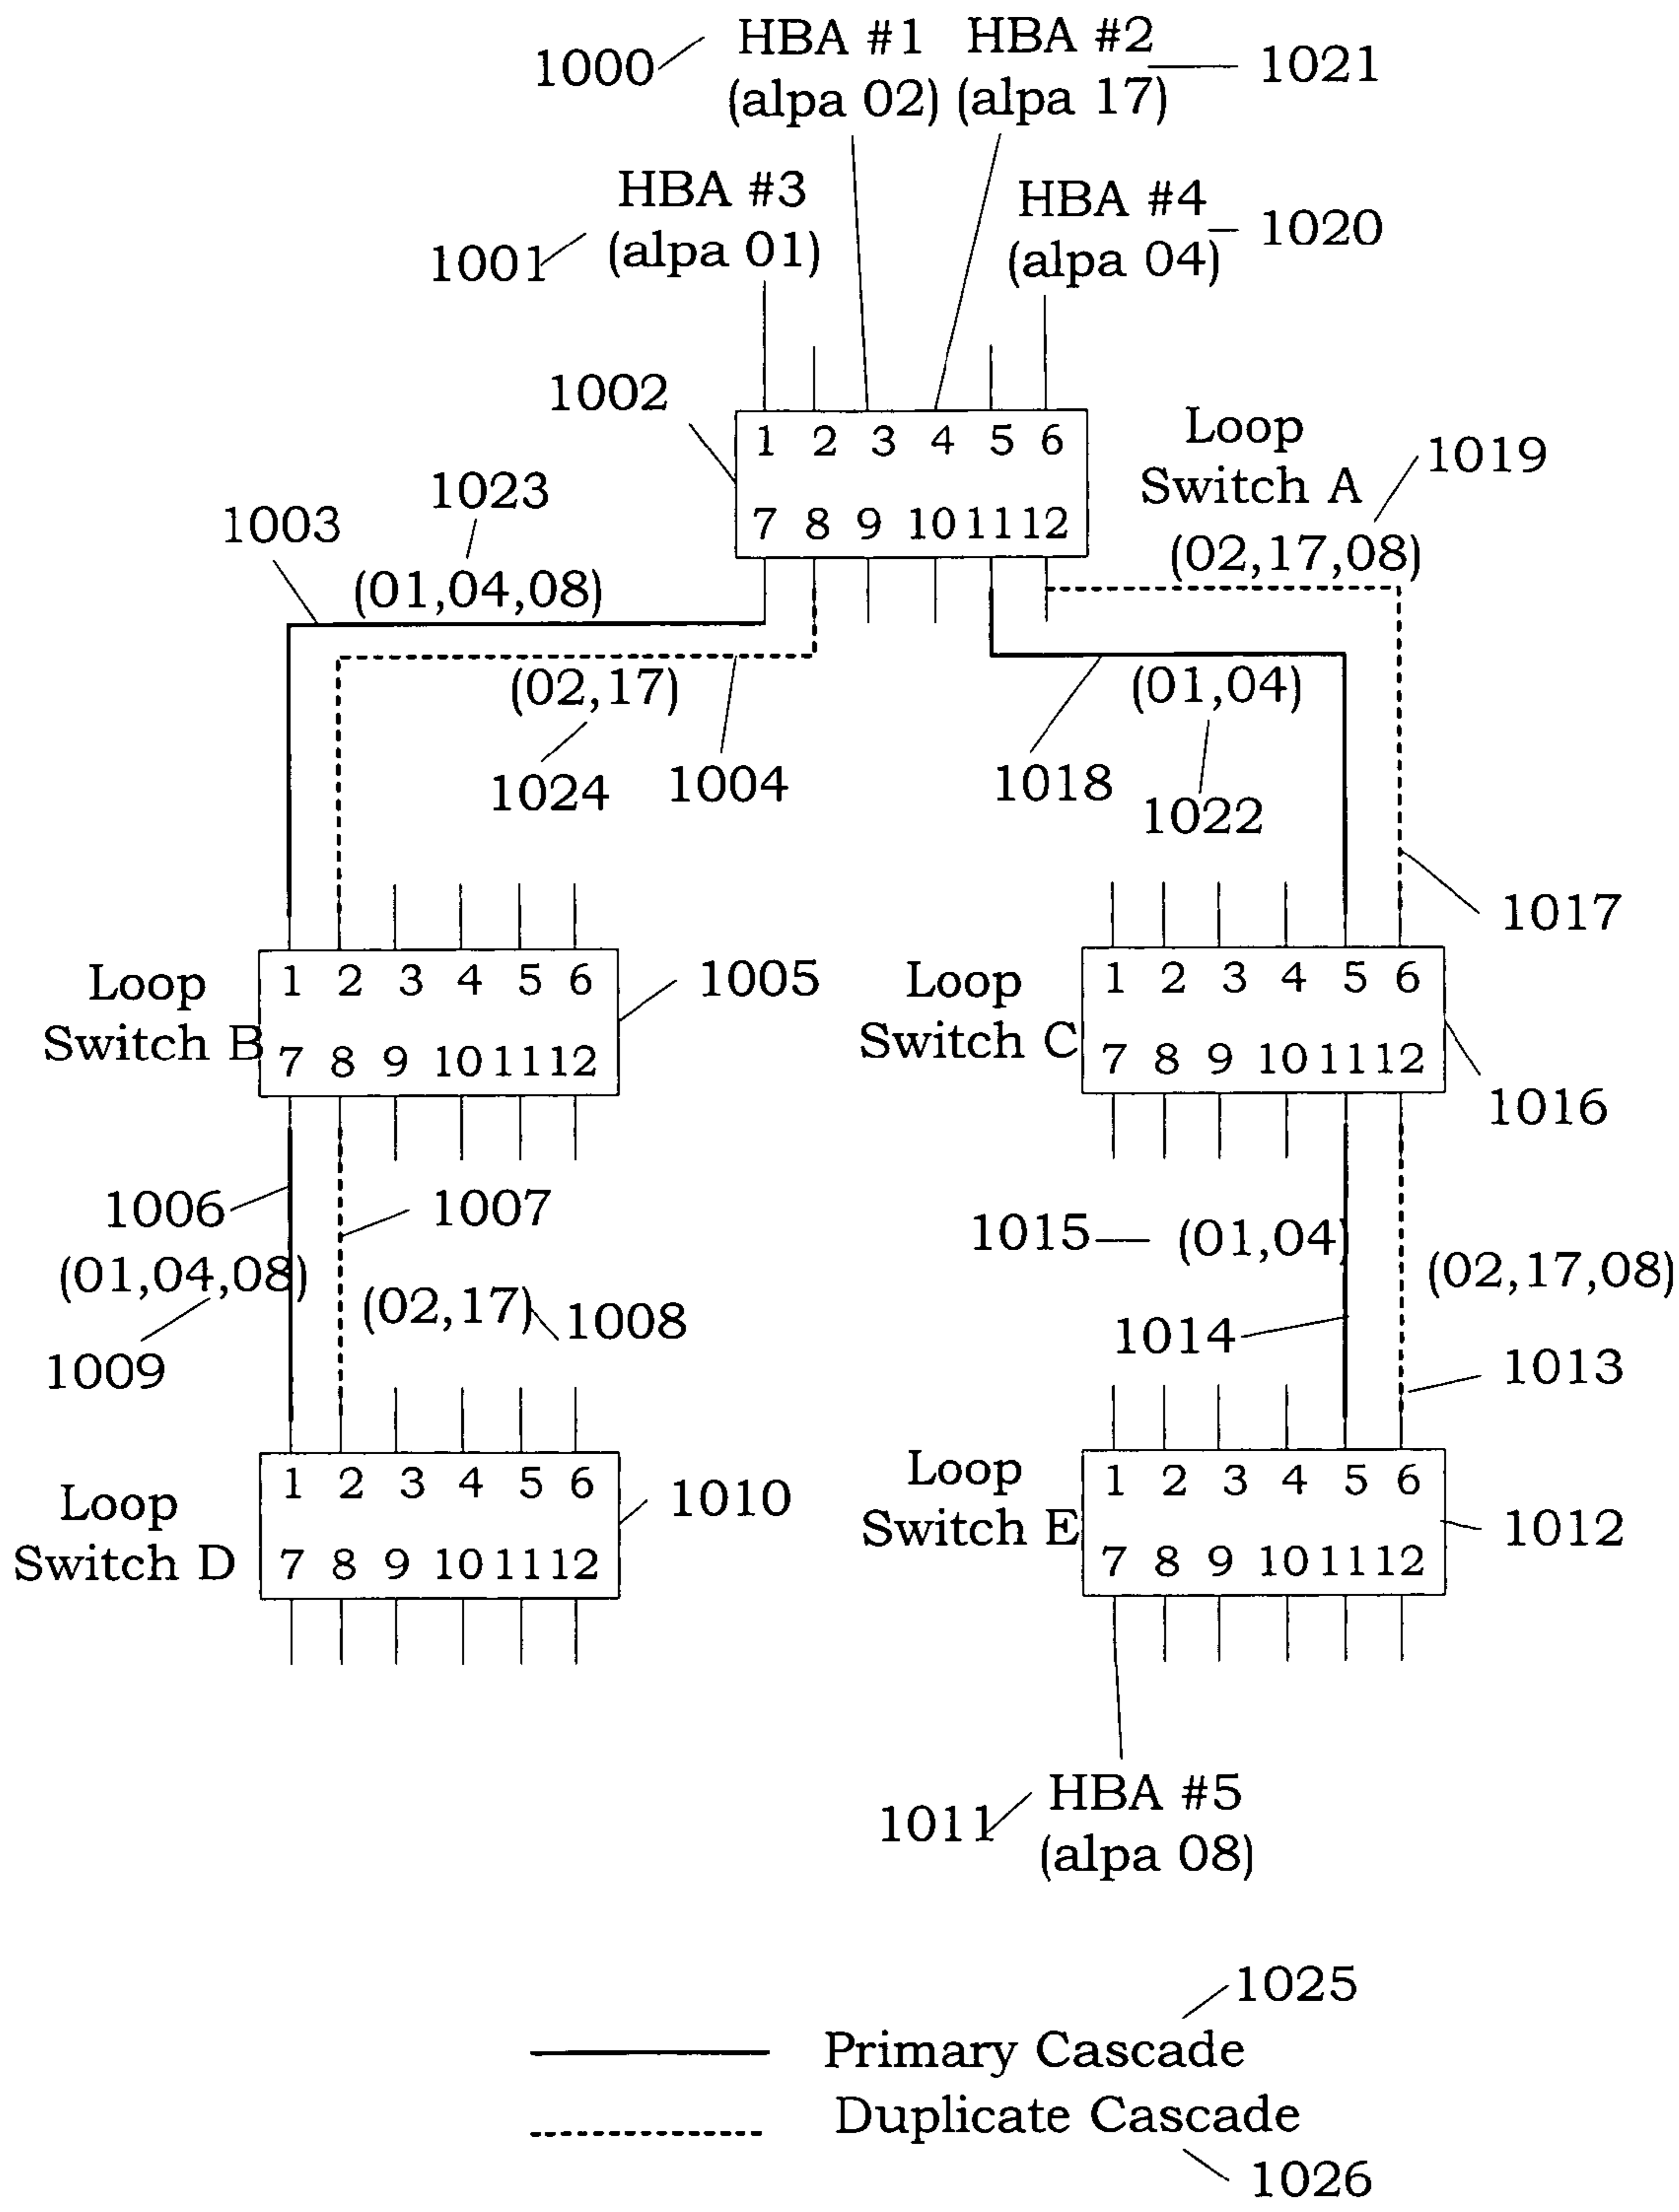 HBA #1 HBA #2
1000 (alpa 02) (alpa 17) 1021
HBA #3 HBA #4
1001 (alpa 01) (alpa 04) 1020
1002
1 2 3 4 5 6
7 8 9 10 11 12
Loop
Switch A
1019
(02,17,08)
1023
1003
(01,04,08)
(02,17)
1024
1004
(01,04)
1018
1022
1017
Loop
Switch B
1 2 3 4 5 6
7 8 9 10 11 12
1005
Loop
Switch C
1 2 3 4 5 6
7 8 9 10 11 12
1016
1006
1007
(01,04,08)
(02,17)
1008
1009
1015
(01,04)
(02,17,08)
1014
1013
Loop
Switch D
1 2 3 4 5 6
7 8 9 10 11 12
1010
Loop
Switch E
1 2 3 4 5 6
7 8 9 10 11 12
1012
1011
HBA #5
(alpa 08)
1025
Primary Cascade
Duplicate Cascade
1026